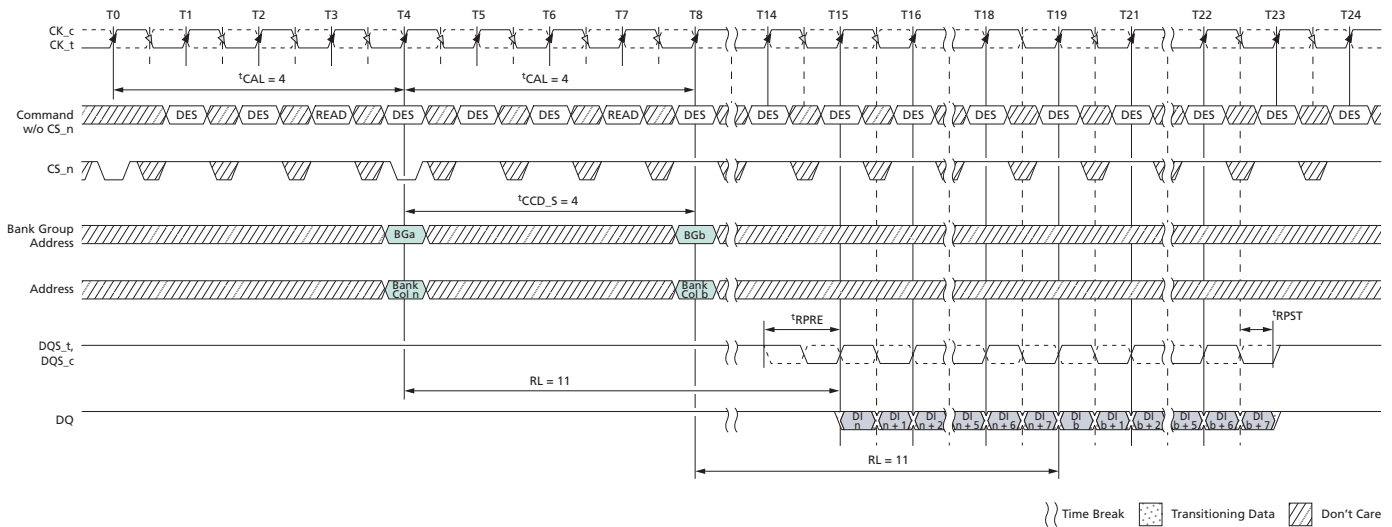 T0 T1 T2 T3 T4 T5 T6 T7 T8 T14 T15 T16 T18 T19 T21 T22 T23 T24
CK_c
CK_t
tCAL = 4 tCAL = 4
Command
w/o CS_n
DES DES READ DES DES DES READ DES DES DES DES DES DES DES DES DES DES
CS_n
tCCD_S = 4
Bank Group
Address
BGa BGb
Address
Bank
Col n
Bank
Col b
tRPRE tRPST
DQS_t,
DQS_c
RL = 11
DQ
DI
n
DI
n + 1
DI
n + 2
DI
n + 5
DI
n + 6
DI
n + 7
DI
b
DI
b + 1
DI
b + 2
DI
b + 5
DI
b + 6
DI
b + 7
RL = 11
Time Break Transitioning Data Don't Care